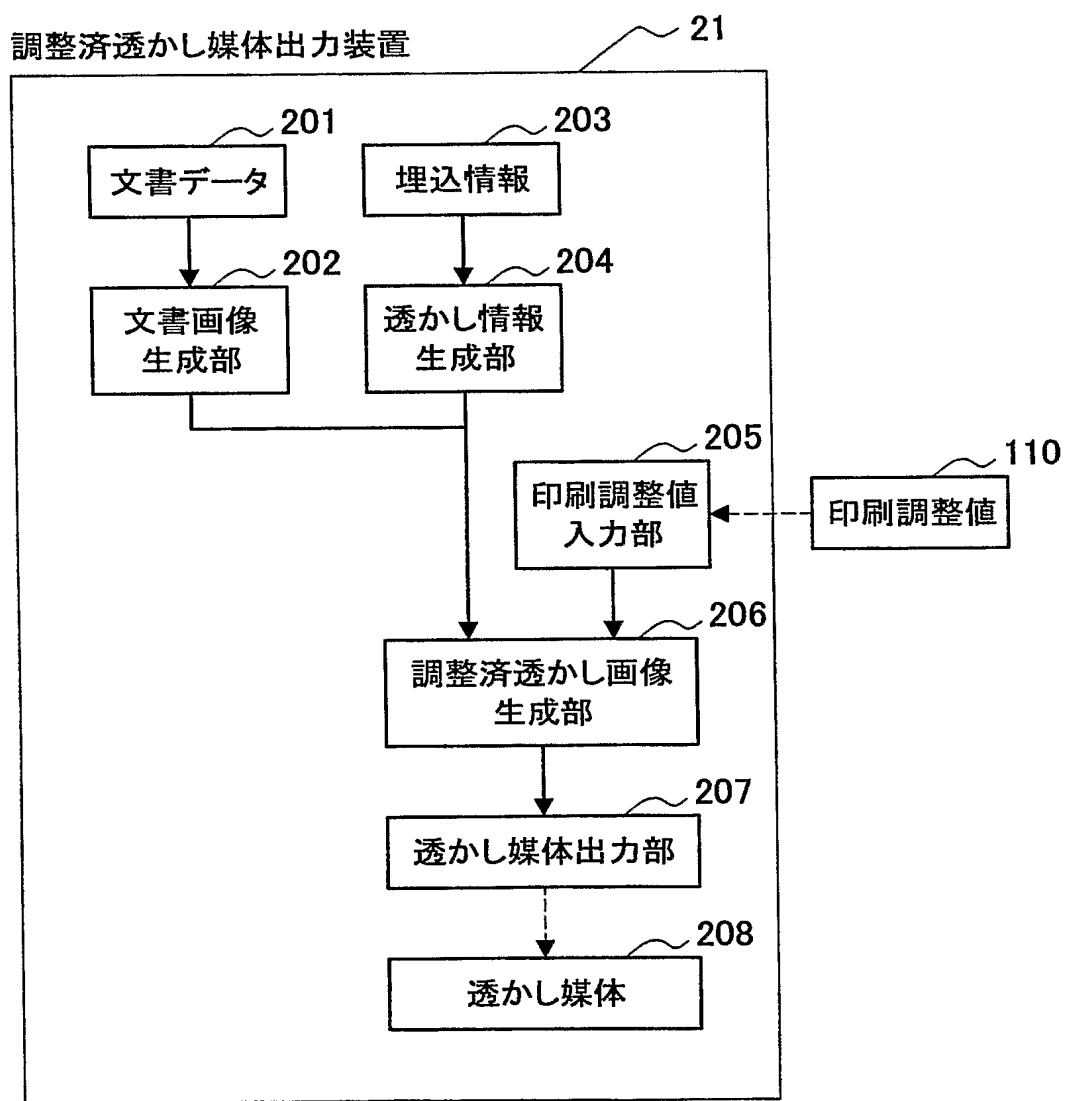 21
調整済透かし媒体出力装置
201
203
文書データ
埋込情報
202
204
文書画像
生成部
透かし情報
生成部
205
110
印刷調整値
入力部
印刷調整値
206
調整済透かし画像
生成部
207
透かし媒体出力部
208
透かし媒体